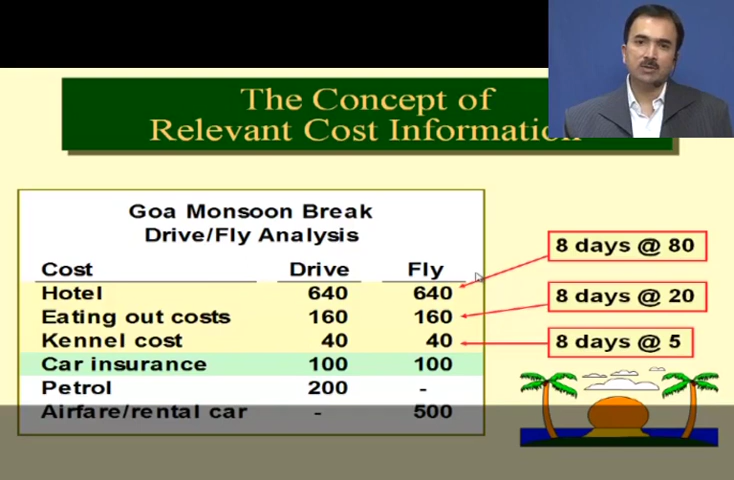 The Concept of
Relevant Cost Information
Goa Monsoon Break
Drive/Fly Analysis
Cost Drive Fly
Hotel 640 640
Eating out costs 160 160
Kennel cost 40 40
Car insurance 100 100
Petrol 200 -
Airfare/rental car - 500
8 days @ 80
8 days @ 20
8 days @ 5